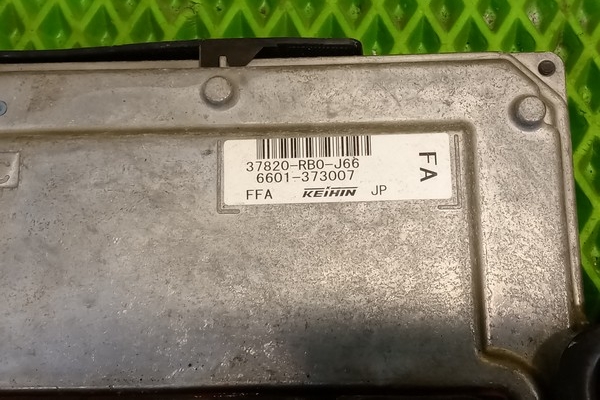 37820-RB0-J66
6601-373007
FFA KEIHIN JP
FA